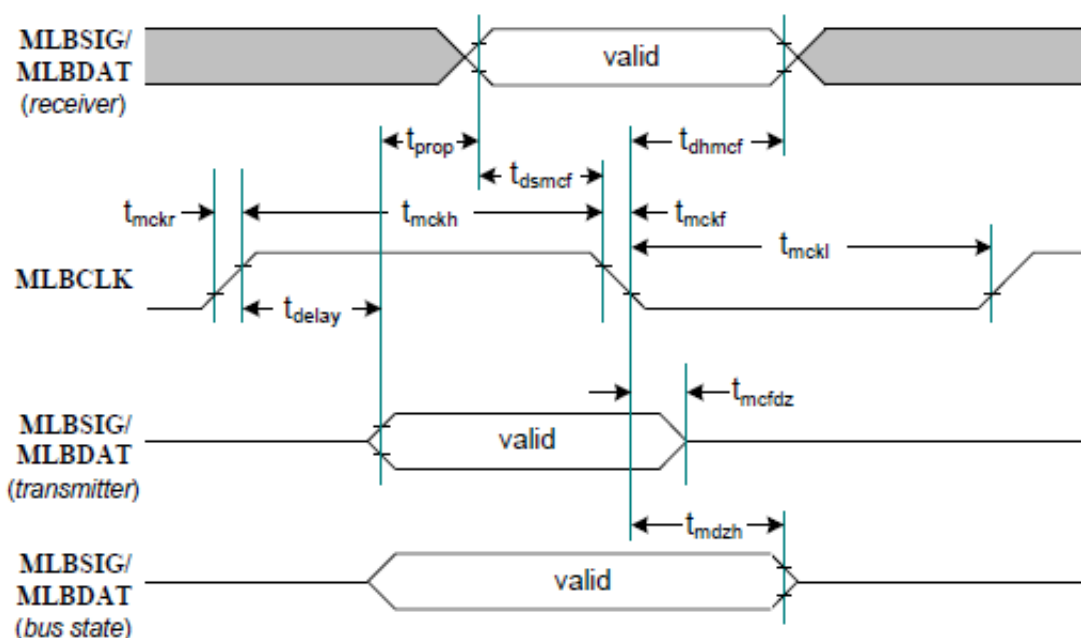 MLBSIG/
MLBDAT
(receiver)
valid
tprop
tdhmcf
tdsmcf
tmckr
tmckh
tmckf
tmckl
MLBCLK
tdelay
tmcfdz
MLBSIG/
MLBDAT
(transmitter)
valid
tmdzh
MLBSIG/
MLBDAT
(bus state)
valid